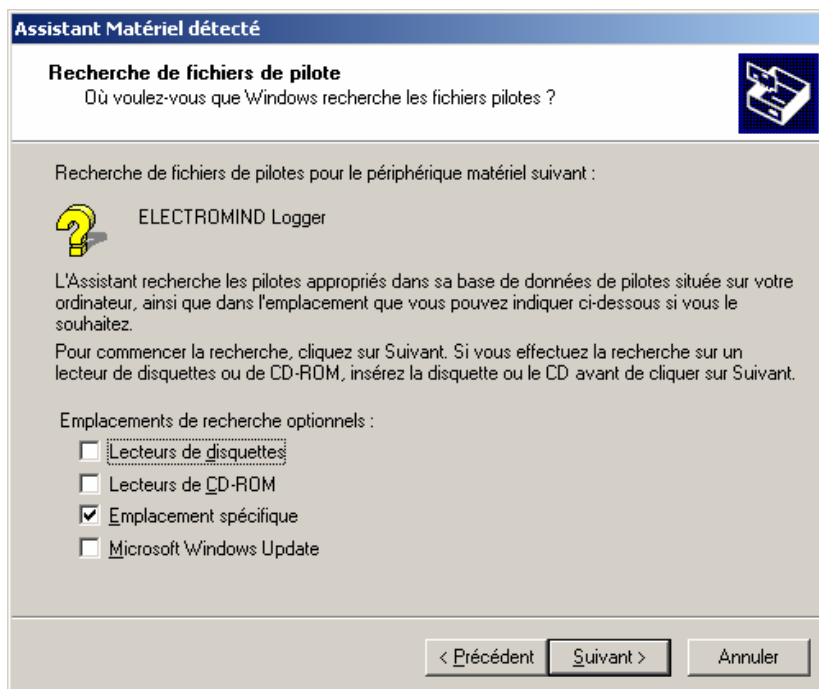 Assistant Matériel détecté
Recherche de fichiers de pilote
Où voulez-vous que Windows recherche les fichiers pilotes ?
Recherche de fichiers de pilotes pour le périphérique matériel suivant :
ELECTROMIND Logger
L'Assistant recherche les pilotes appropriés dans sa base de données de pilotes située sur votre
ordinateur, ainsi que dans l'emplacement que vous pouvez indiquer ci-dessous si vous le
souhaitez.
Pour commencer la recherche, cliquez sur Suivant. Si vous effectuez la recherche sur un
lecteur de disquettes ou de CD-ROM, insérez la disquette ou le CD avant de cliquer sur Suivant.
Emplacements de recherche optionnels :
Lecteurs de disquettes
Lecteurs de CD-ROM
Emplacement spécifique
Microsoft Windows Update
< Précédent Suivant > Annuler